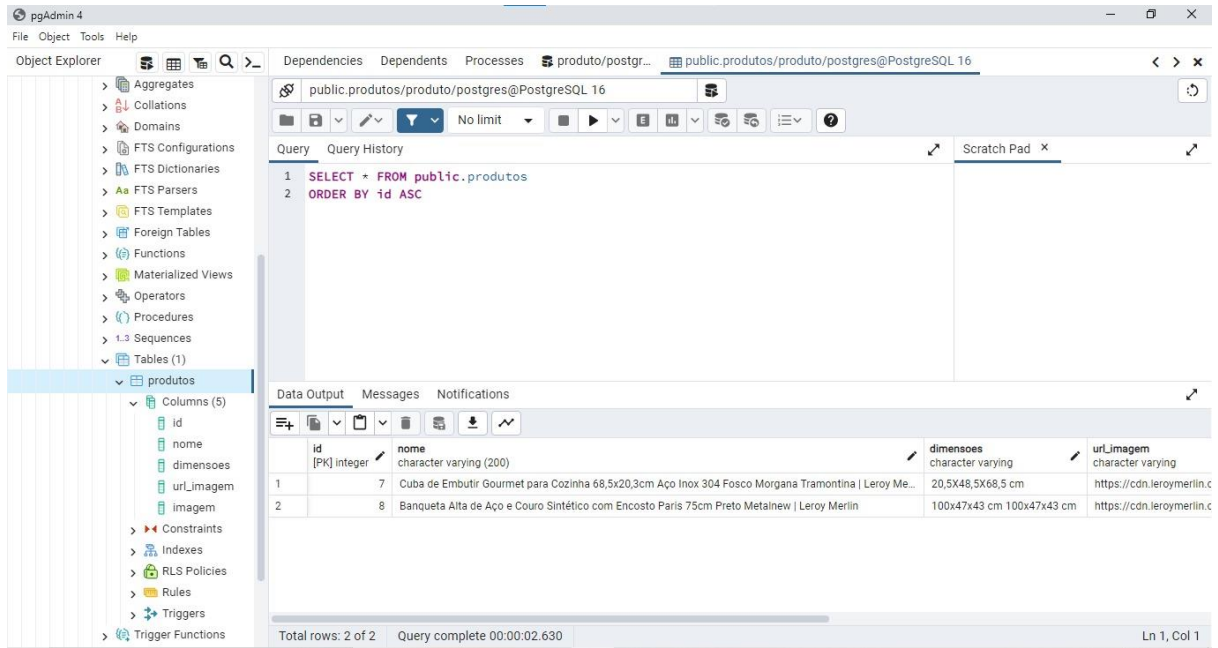 pgAdmin 4
File Object Tools Help
Object Explorer
Dependencies Dependents Processes produto/postgr... public.produtos/produto/postgres@PostgreSQL 16
Aggregates
Collations
Domains
FTS Configurations
FTS Dictionaries
Aa FTS Parsers
FTS Templates
Foreign Tables
Functions
Materialized Views
Operators
Procedures
1..3 Sequences
Tables (1)
produtos
Columns (5)
id
nome
dimensoes
url_imagem
imagem
Constraints
Indexes
RLS Policies
Rules
Triggers
Trigger Functions
public.produtos/produto/postgres@PostgreSQL 16
No limit
Query Query History
Scratch Pad
1 SELECT * FROM public.produtos
2 ORDER BY id ASC
Data Output Messages Notifications
id nome dimensoes url_imagem
[PK] integer character varying (200) character varying character varying
1 7 Cuba de Embutir Gourmet para Cozinha 68,5x20,3cm Aço Inox 304 Fosco Morgana Tramontina | Leroy Me... 20,5X48,5X68,5 cm https://cdn.leroymerlin.c
2 8 Banqueta Alta de Aço e Couro Sintético com Encosto Paris 75cm Preto Metalnew | Leroy Merlin 100x47x43 cm 100x47x43 cm https://cdn.leroymerlin.c
Total rows: 2 of 2 Query complete 00:00:02.630 Ln 1, Col 1